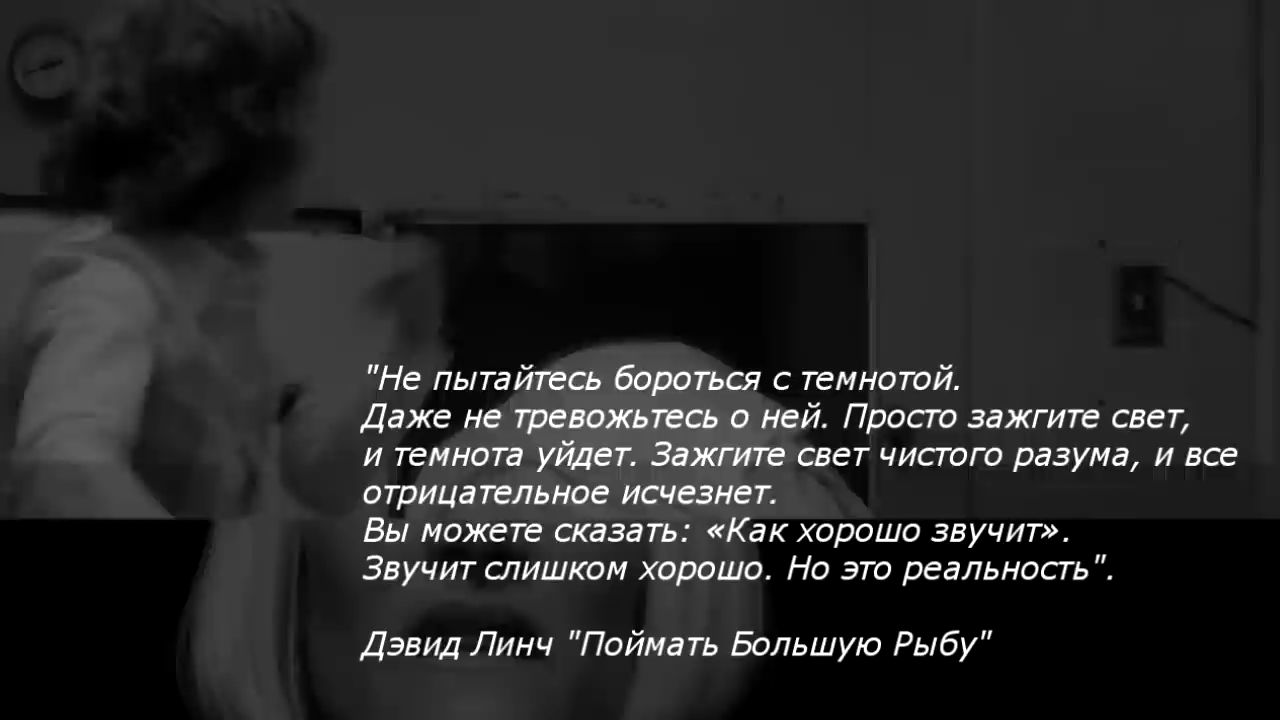 "Не пытайтесь бороться с темнотой.
Даже не тревожьтесь о ней. Просто зажгите свет,
и темнота уйдет. Зажгите свет чистого разума, и все
отрицательное исчезнет.
Вы можете сказать: «Как хорошо звучит».
Звучит слишком хорошо. Но это реальность".
Дэвид Линч "Поймать Большую Рыбу"